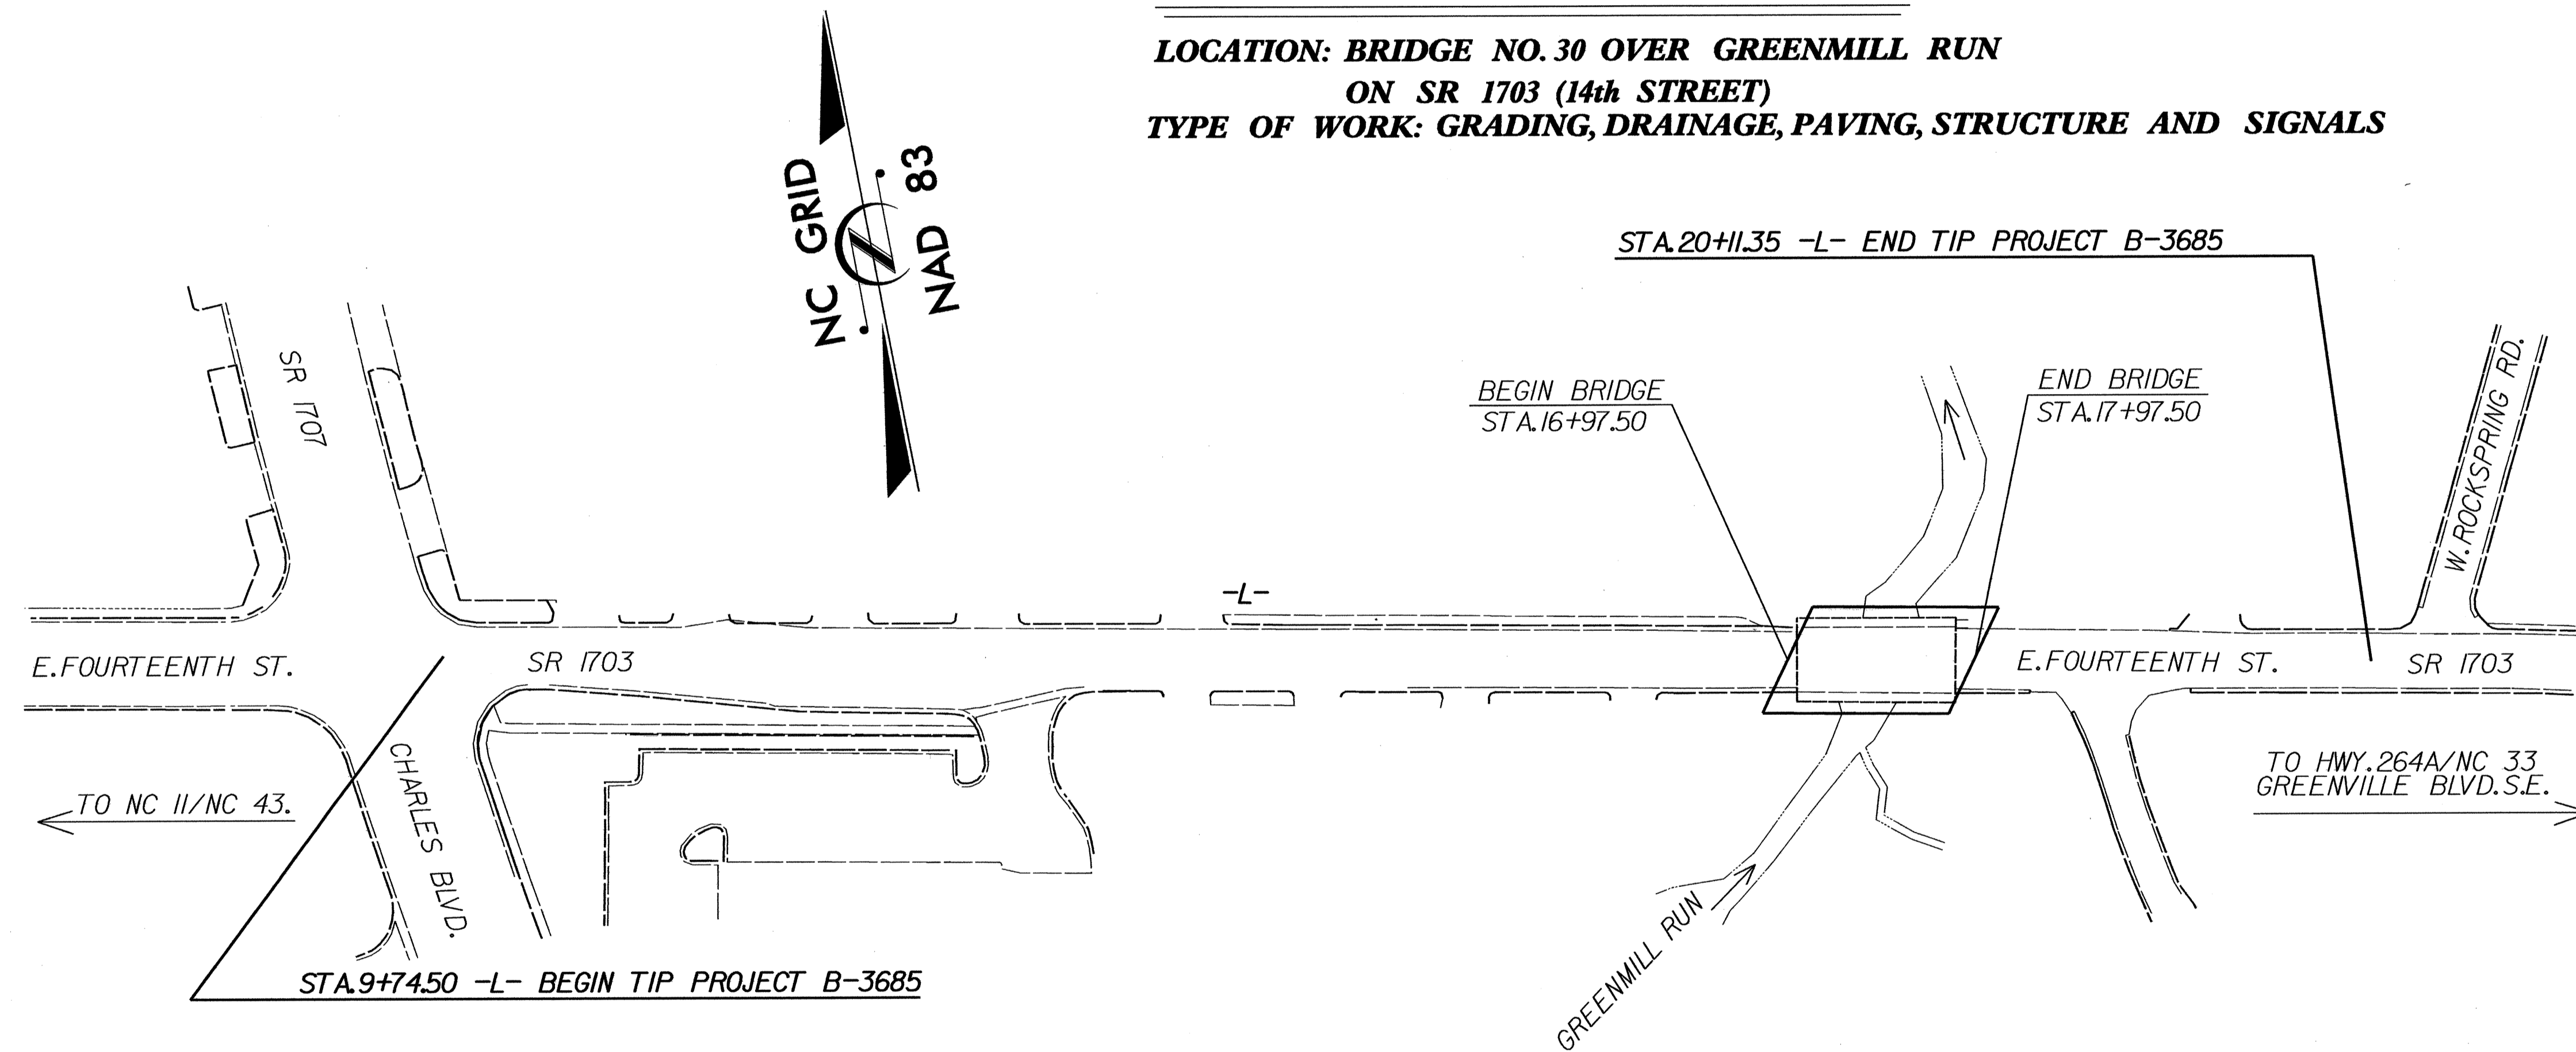 LOCATION: BRIDGE NO. 30 OVER GREENMILL RUN
ON SR 1703 (14th STREET)
TYPE OF WORK: GRADING, DRAINAGE, PAVING, STRUCTURE AND SIGNALS
NC GRID
NAD 83
STA. 20+11.35 -L- END TIP PROJECT B-3685
SR 1707
BEGIN BRIDGE
STA. 16+97.50
END BRIDGE
STA. 17+97.50
W. ROCKSPRING RD.
-L-
E. FOURTEENTH ST.
SR 1703
E. FOURTEENTH ST.
SR 1703
CHARLES BLVD.
TO NC 11/NC 43.
TO HWY. 264A/NC 33
GREENVILLE BLVD. S.E.
GREENMILL RUN
STA. 9+74.50 -L- BEGIN TIP PROJECT B-3685